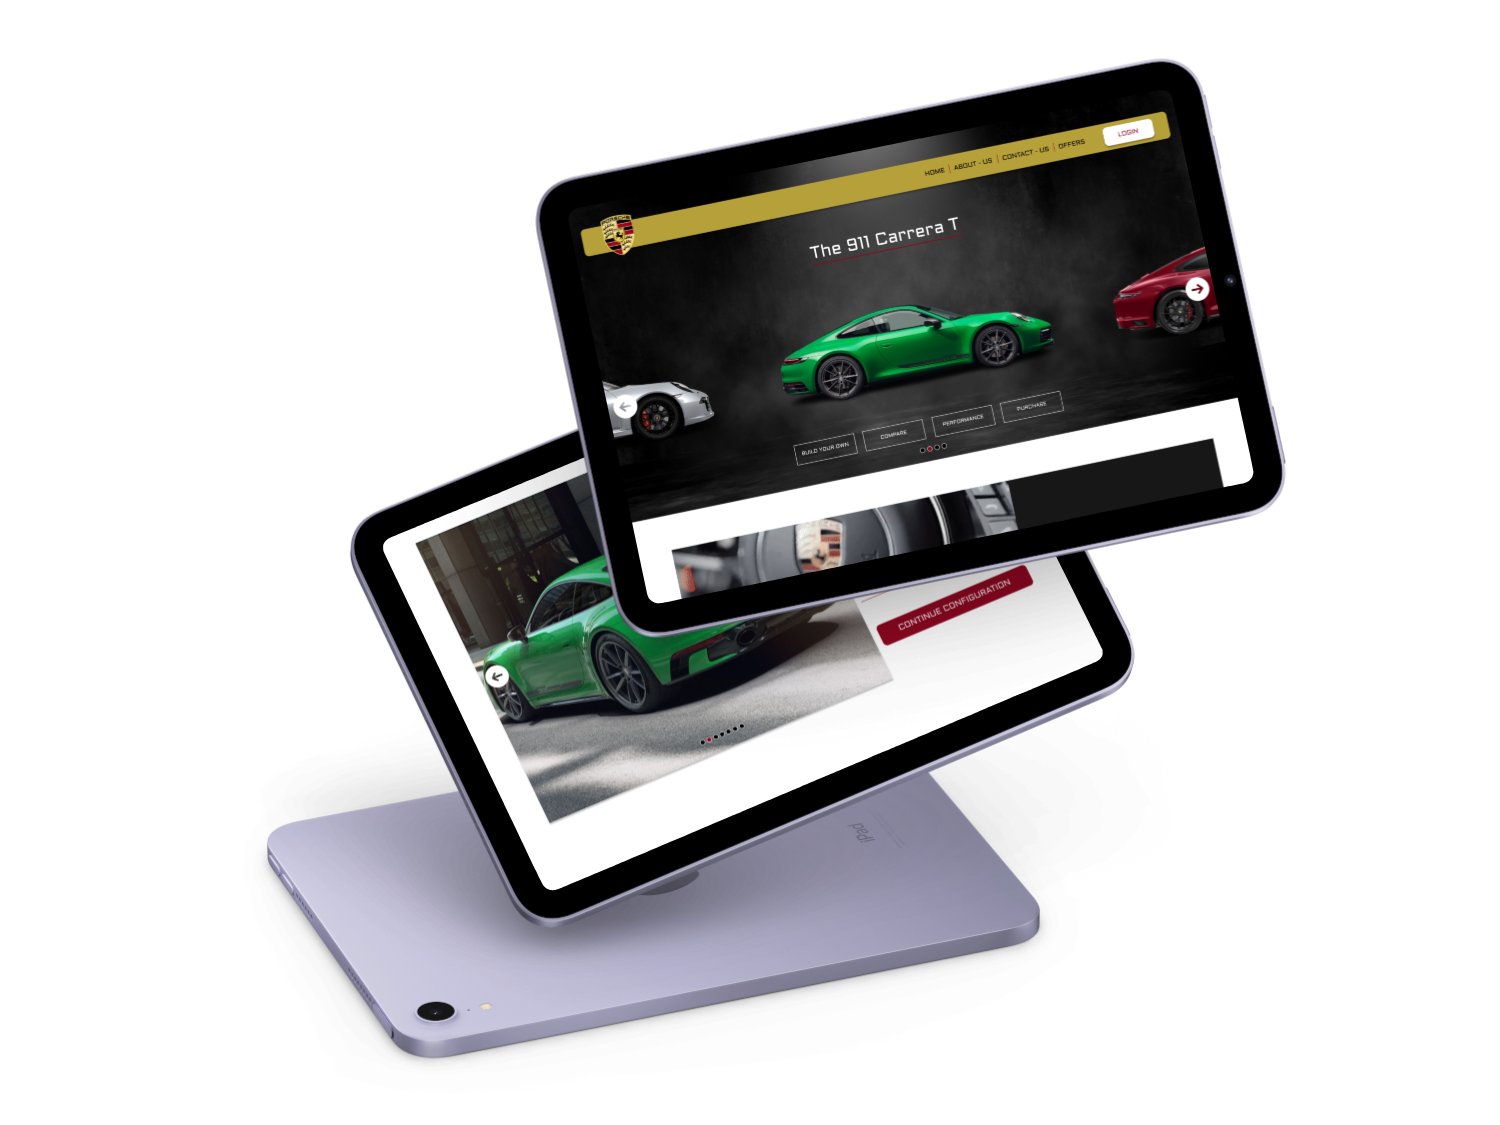 LOGIN
HOME | ABOUT - US | CONTACT - US | OFFERS
PORSCHE
The 911 Carrera T
BUILD YOUR OWN
COMPARE
PERFORMANCE
PURCHASE
CONTINUE CONFIGURATION
iPad